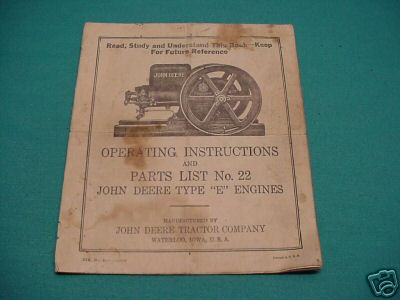 Read, Study and Understand This Book—Keep
For Future Reference
JOHN DEERE
OPERATING INSTRUCTIONS
AND
PARTS LIST No. 22
JOHN DEERE TYPE "E" ENGINES
MANUFACTURED BY
JOHN DEERE TRACTOR COMPANY
WATERLOO, IOWA, U. S. A.